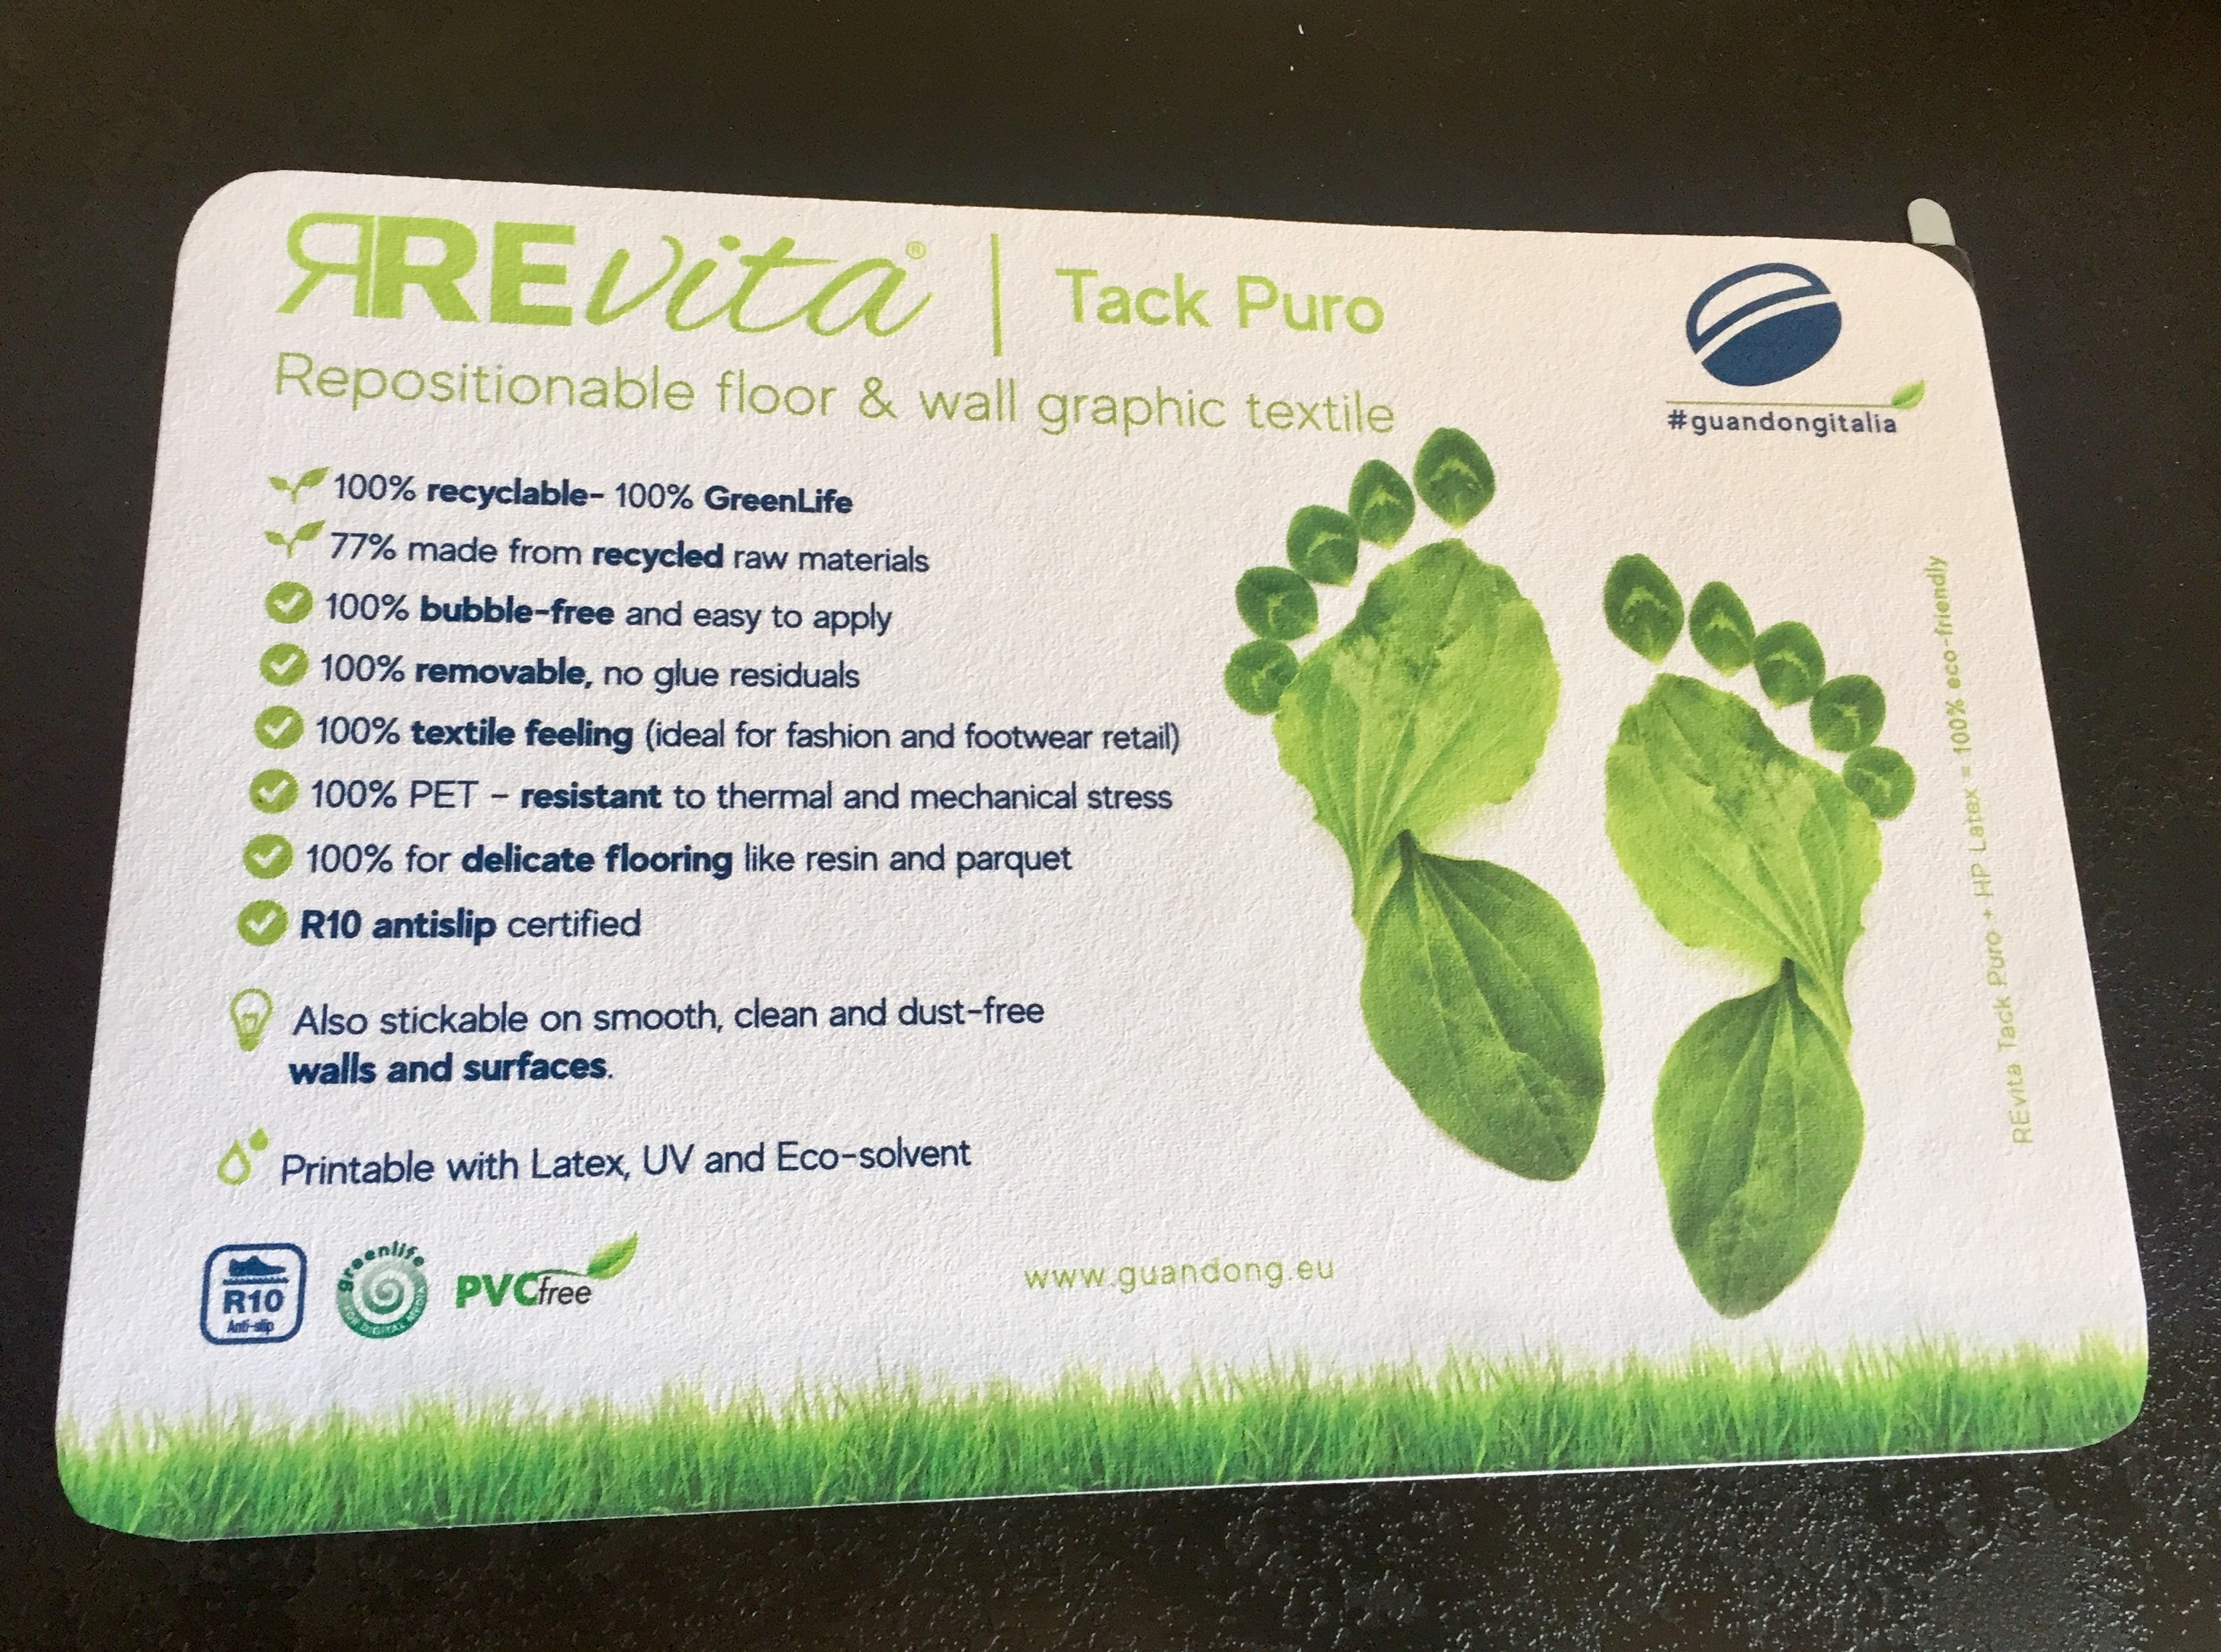 REvita® | Tack Puro
Repositionable floor & wall graphic textile
#guandongitalia
100% recyclable- 100% GreenLife
77% made from recycled raw materials
100% bubble-free and easy to apply
100% removable, no glue residuals
100% textile feeling (ideal for fashion and footwear retail)
100% PET – resistant to thermal and mechanical stress
100% for delicate flooring like resin and parquet
R10 antislip certified
Also stickable on smooth, clean and dust-free
walls and surfaces.
Printable with Latex, UV and Eco-solvent
REvita Tack Puro + HP Latex = 100% eco-friendly
R10
Anti-slip
greenlife
FOR DIGITAL MEDIA
PVCfree
www.guandong.eu